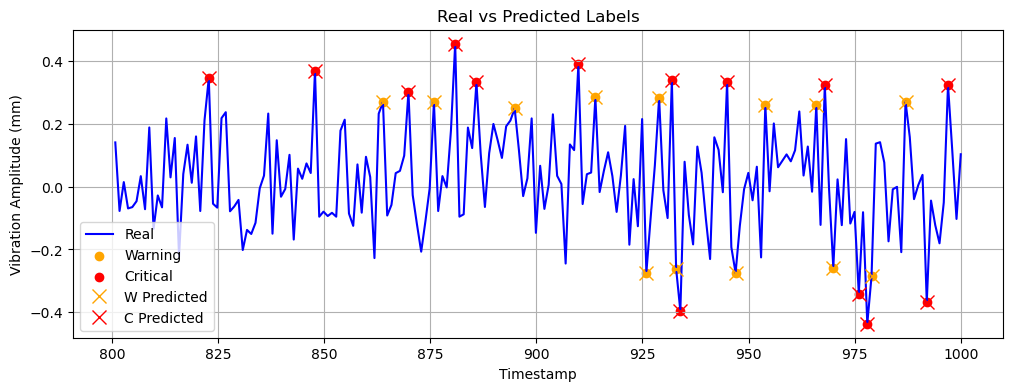 Real vs Predicted Labels
Vibration Amplitude (mm)
0.4
0.2
0.0
−0.2
−0.4
Real
Warning
Critical
W Predicted
C Predicted
800 825 850 875 900 925 950 975 1000
Timestamp